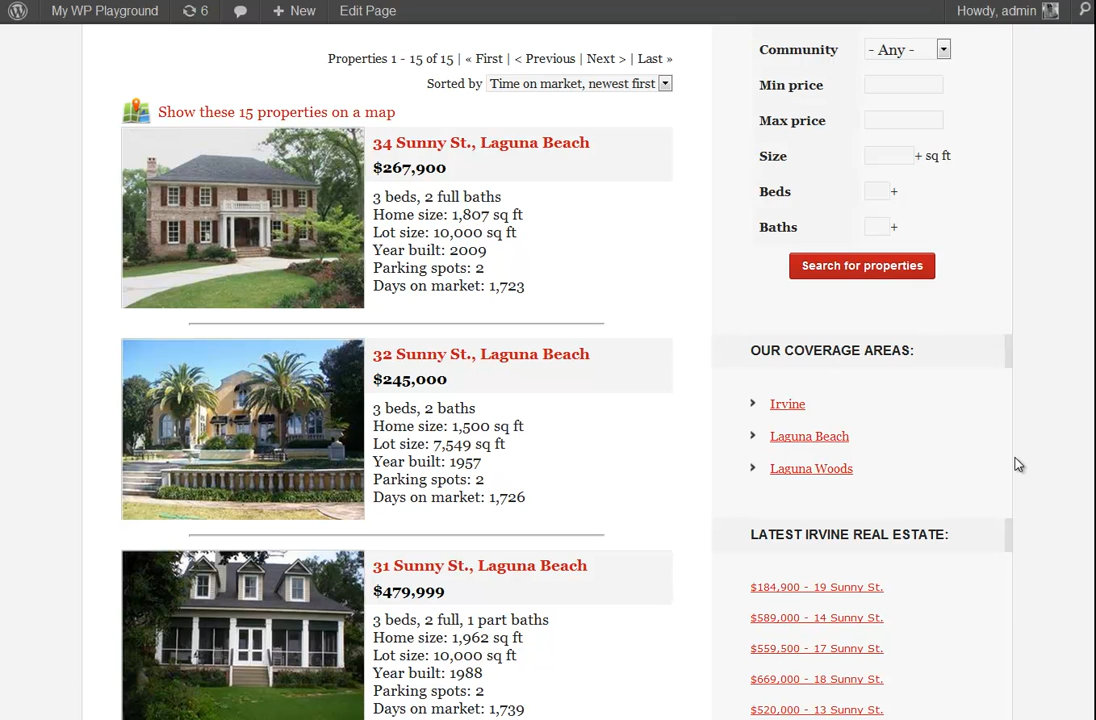 My WP Playground 6 + New Edit Page Howdy, admin
Properties 1 - 15 of 15 | « First | < Previous | Next > | Last »
Sorted by Time on market, newest first
Show these 15 properties on a map
34 Sunny St., Laguna Beach
$267,900
3 beds, 2 full baths
Home size: 1,807 sq ft
Lot size: 10,000 sq ft
Year built: 2009
Parking spots: 2
Days on market: 1,723
32 Sunny St., Laguna Beach
$245,000
3 beds, 2 baths
Home size: 1,500 sq ft
Lot size: 7,549 sq ft
Year built: 1957
Parking spots: 2
Days on market: 1,726
31 Sunny St., Laguna Beach
$479,999
3 beds, 2 full, 1 part baths
Home size: 1,962 sq ft
Lot size: 10,000 sq ft
Year built: 1988
Parking spots: 2
Days on market: 1,739
Community - Any -
Min price
Max price
Size + sq ft
Beds +
Baths +
Search for properties
OUR COVERAGE AREAS:
Irvine
Laguna Beach
Laguna Woods
LATEST IRVINE REAL ESTATE:
$184,900 - 19 Sunny St.
$589,000 - 14 Sunny St.
$559,500 - 17 Sunny St.
$669,000 - 18 Sunny St.
$520,000 - 13 Sunny St.